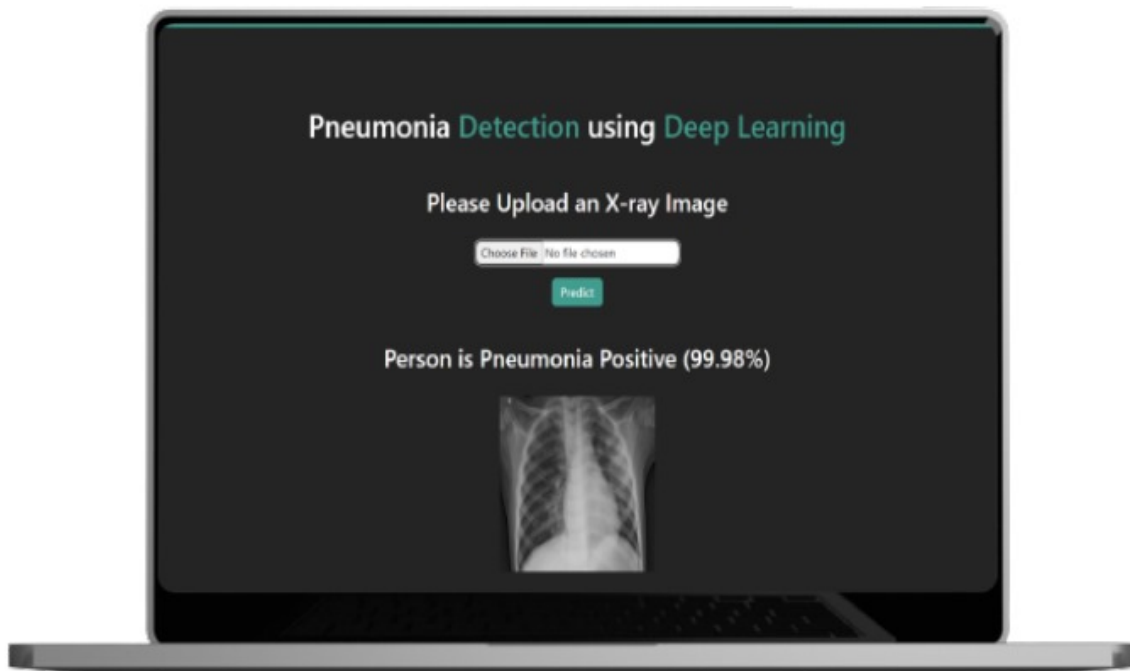 Pneumonia Detection using Deep Learning
Please Upload an X-ray Image
Choose File No file chosen
Predict
Person is Pneumonia Positive (99.98%)